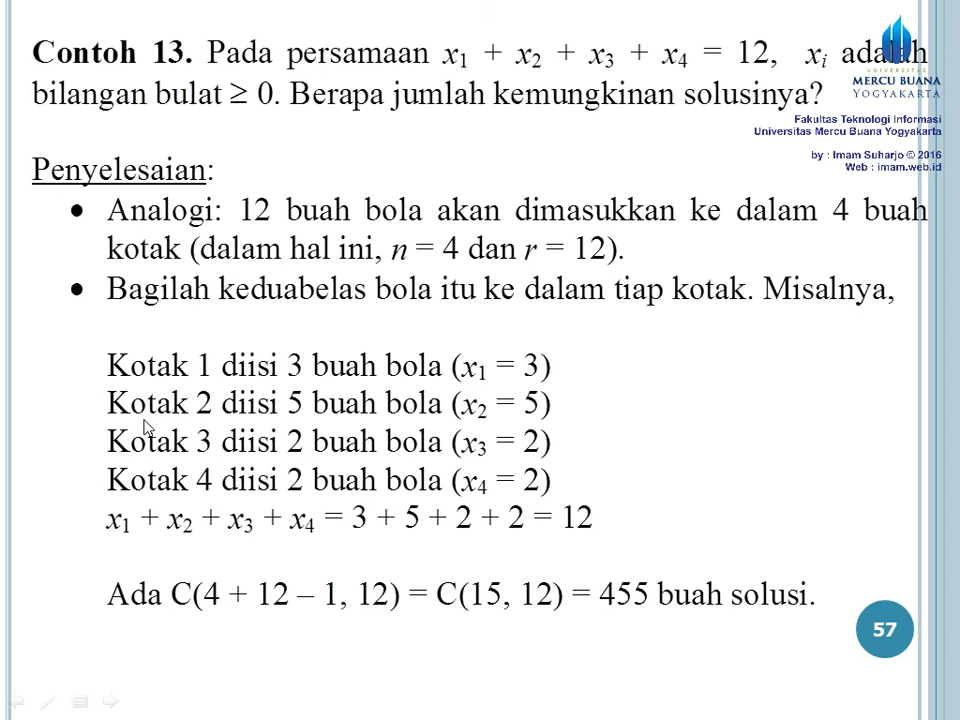 Contoh 13. Pada persamaan x₁ + x₂ + x₃ + x₄ = 12, xᵢ adalah
bilangan bulat ≥ 0. Berapa jumlah kemungkinan solusinya?
UNIVERSITAS
MERCU BUANA
YOGYAKARTA
Fakultas Teknologi Informasi
Universitas Mercu Buana Yogyakarta
by : Imam Suharjo © 2016
Web : imam.web.id
Penyelesaian:
• Analogi: 12 buah bola akan dimasukkan ke dalam 4 buah
kotak (dalam hal ini, n = 4 dan r = 12).
• Bagilah keduabelas bola itu ke dalam tiap kotak. Misalnya,
Kotak 1 diisi 3 buah bola (x₁ = 3)
Kotak 2 diisi 5 buah bola (x₂ = 5)
Kotak 3 diisi 2 buah bola (x₃ = 2)
Kotak 4 diisi 2 buah bola (x₄ = 2)
x₁ + x₂ + x₃ + x₄ = 3 + 5 + 2 + 2 = 12
Ada C(4 + 12 – 1, 12) = C(15, 12) = 455 buah solusi.
57